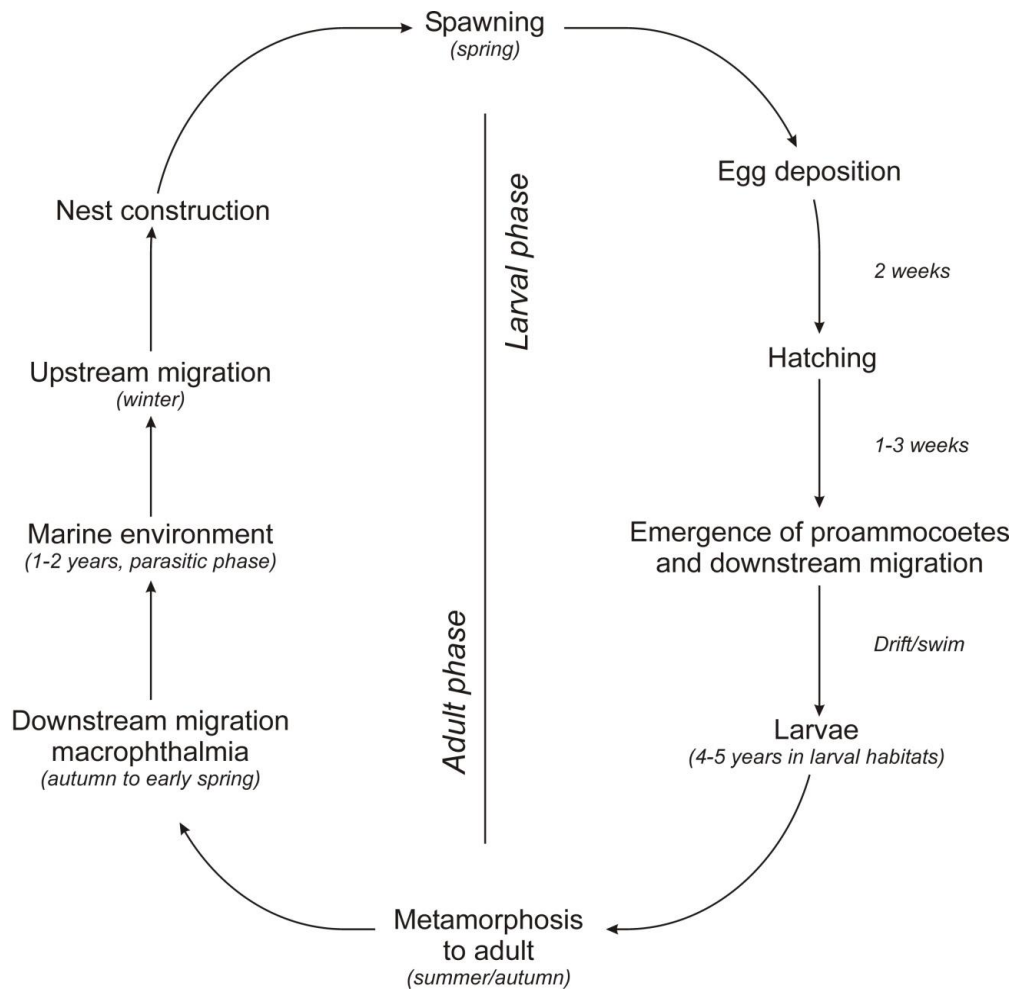 Spawning
(spring)
Egg deposition
2 weeks
Hatching
1-3 weeks
Emergence of proammocoetes
and downstream migration
Drift/swim
Larvae
(4-5 years in larval habitats)
Metamorphosis
to adult
(summer/autumn)
Downstream migration
macrophthalmia
(autumn to early spring)
Marine environment
(1-2 years, parasitic phase)
Upstream migration
(winter)
Nest construction
Larval phase
Adult phase